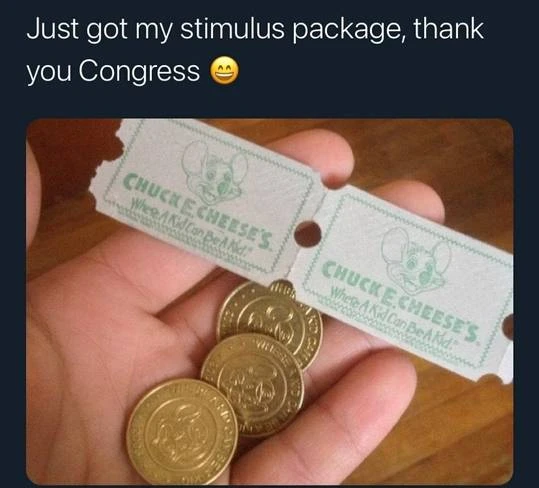 Just got my stimulus package, thank
you Congress 😄
CHUCK E. CHEESE'S.
Where A Kid Can Be A Kid!®
CHUCK E. CHEESE'S.
Where A Kid Can Be A Kid!®
WHERE